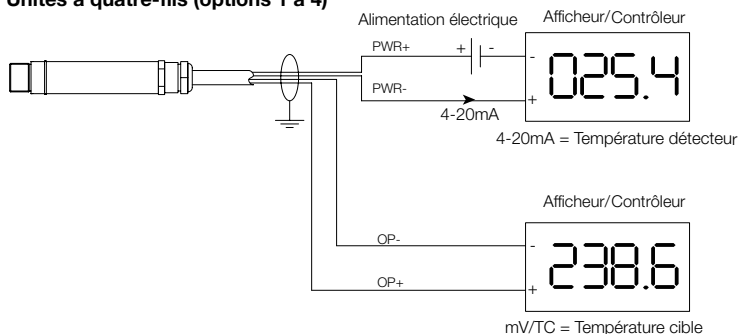 Unités à quatre-fils (options 1 à 4)
Alimentation électrique
Afficheur/Contrôleur
PWR+
+
-
-
025.4
PWR-
+
4-20mA
4-20mA = Température détecteur
Afficheur/Contrôleur
OP-
-
238.6
OP+
+
mV/TC = Température cible